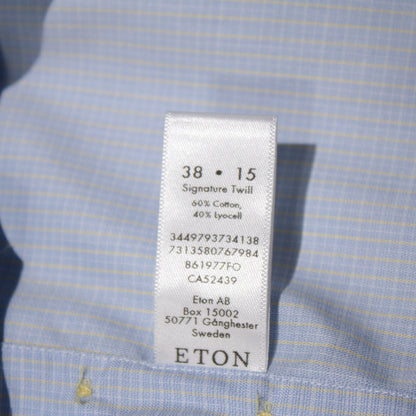 38 • 15
Signature Twill
60% Cotton,
40% Lyocell
3449793734138
7313580767984
861977FO
CA52439
Eton AB
Box 15002
50771 Gånghester
Sweden
ETON